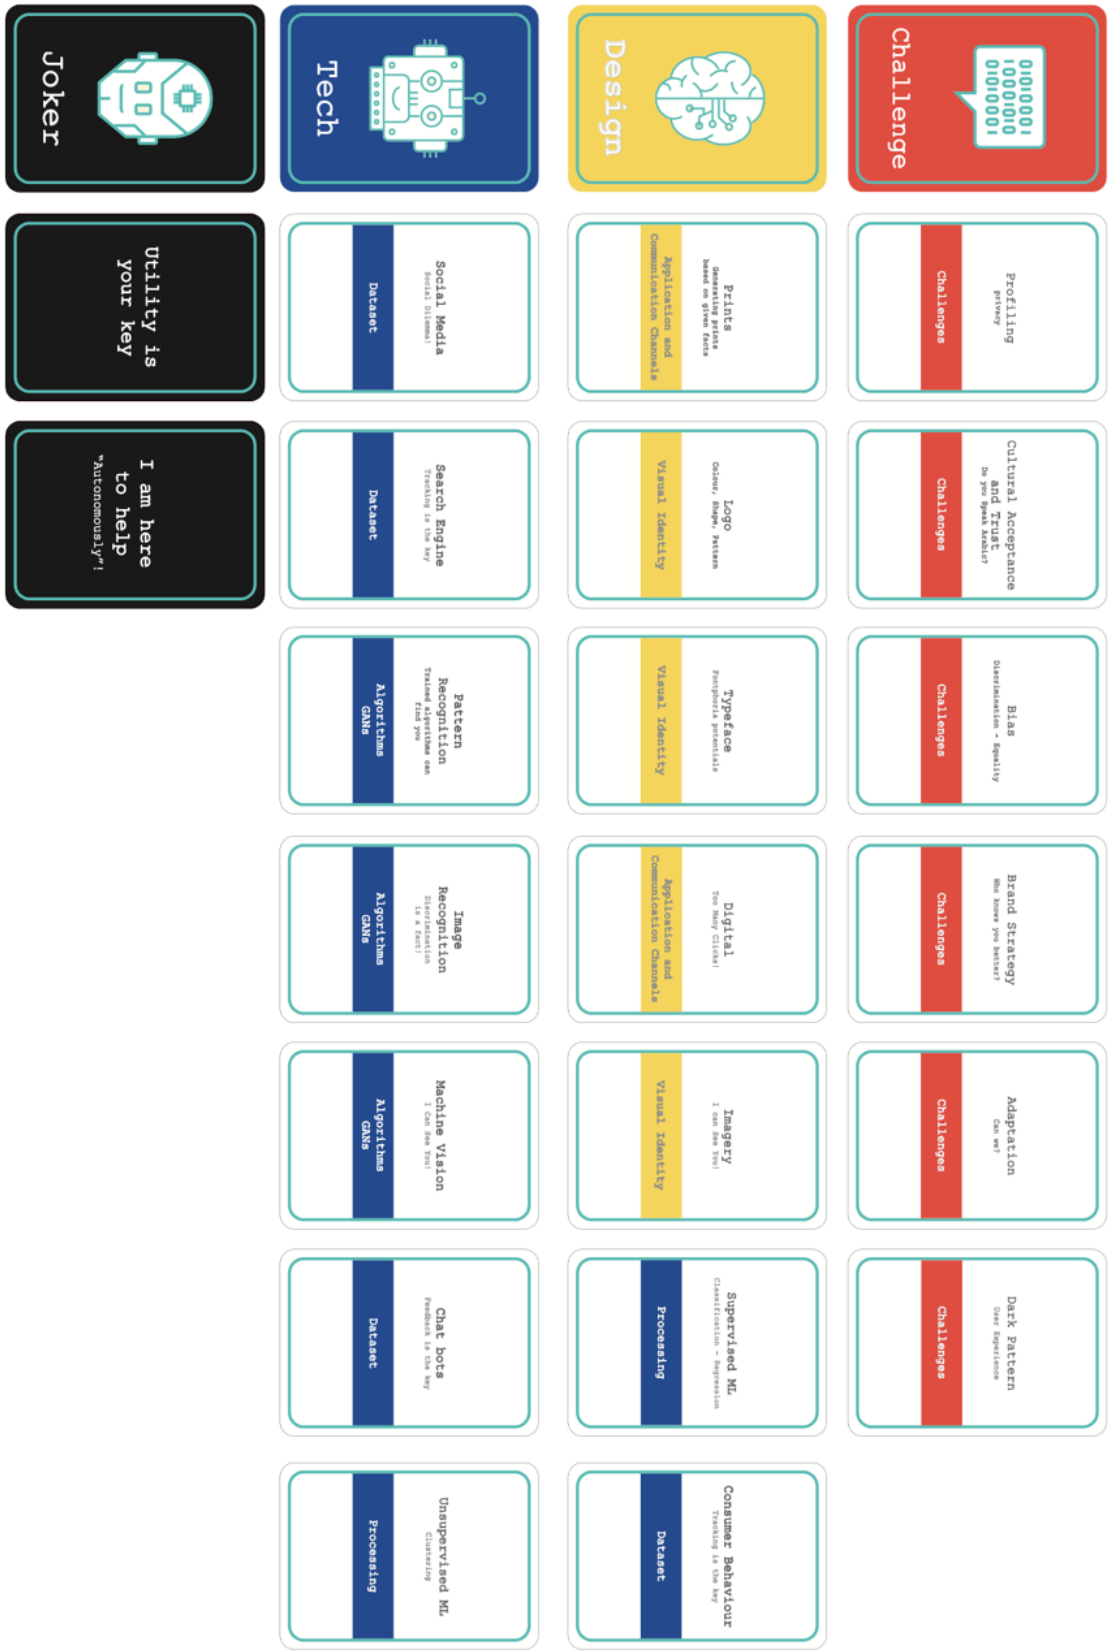 01010001
10001010
01010001
Challenge
Profiling
privacy
Challenges
Cultural Acceptance
and Trust
Do you Speak Arabic?
Challenges
Bias
Discrimination - Equality
Challenges
Brand Strategy
Who knows you better?
Challenges
Adaptation
Can we?
Challenges
Dark Pattern
User Experience
Challenges
Design
Prints
Generating prints
based on given facts
Application and
Communication Channels
Logo
Colour, Shape, Pattern
Visual Identity
Typeface
Fontphoria potentials
Visual Identity
Digital
Too Many Clicks!
Application and
Communication Channels
Imagery
I can See You!
Visual Identity
Supervised ML
Classification - Regression
Processing
Consumer Behaviour
Tracking is the key
Dataset
Tech
Social Media
Social Dilemma!
Dataset
Search Engine
Tracking is the key
Dataset
Pattern
Recognition
Trained algorithms can
find you
Algorithms
GANs
Image
Recognition
Discrimination
is a fact!
Algorithms
GANs
Machine Vision
I Can See You!
Algorithms
GANs
Chat bots
Feedback is the key
Dataset
Unsupervised ML
Clustering
Processing
Joker
Utility is
your key
I am here
to help
"Autonomously"!